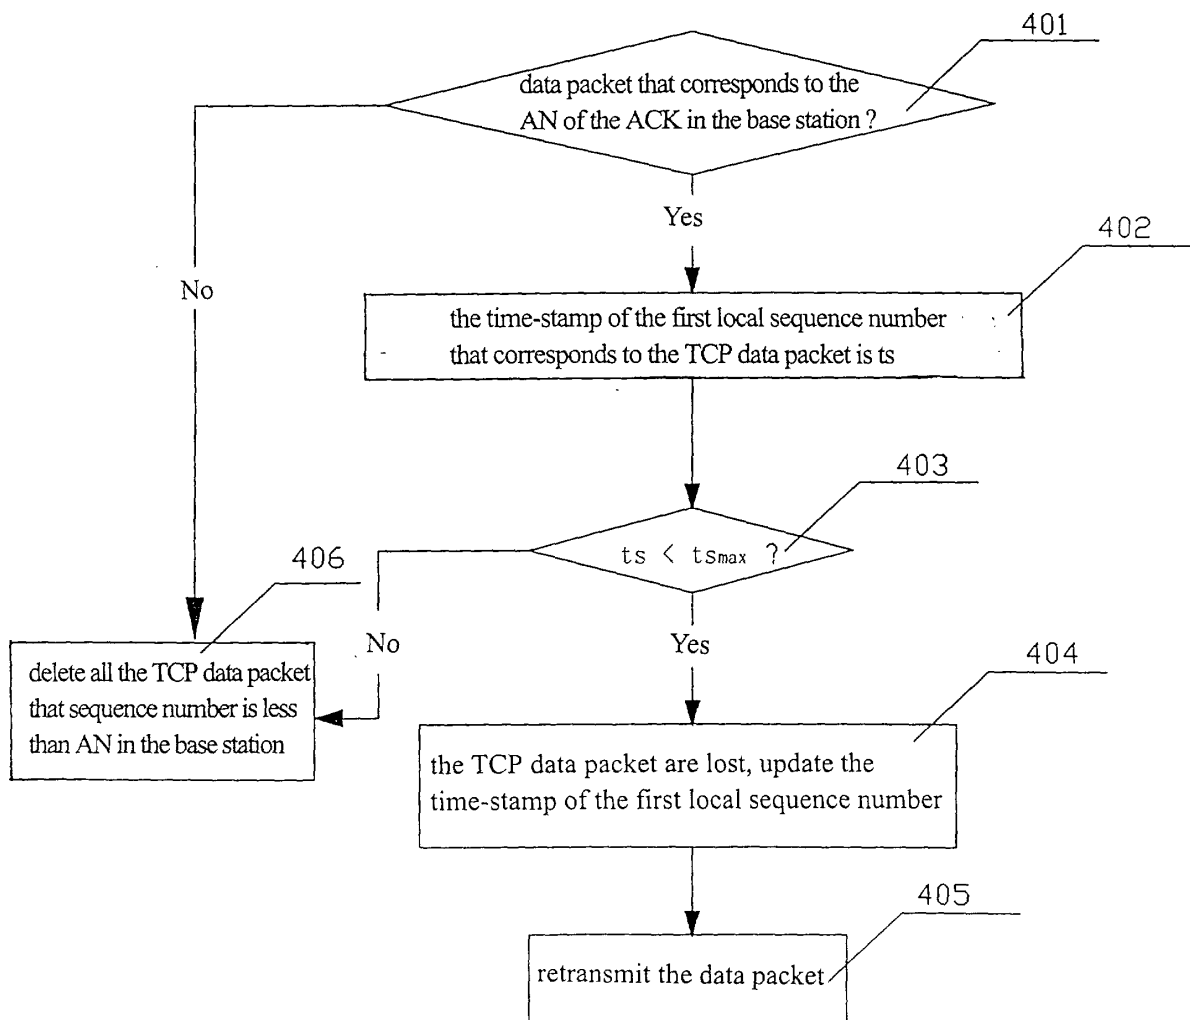 401
data packet that corresponds to the
AN of the ACK in the base station ?
Yes
402
No
the time-stamp of the first local sequence number
that corresponds to the TCP data packet is ts
403
ts < tsmax ?
406
No
Yes
404
delete all the TCP data packet
that sequence number is less
than AN in the base station
the TCP data packet are lost, update the
time-stamp of the first local sequence number
405
retransmit the data packet